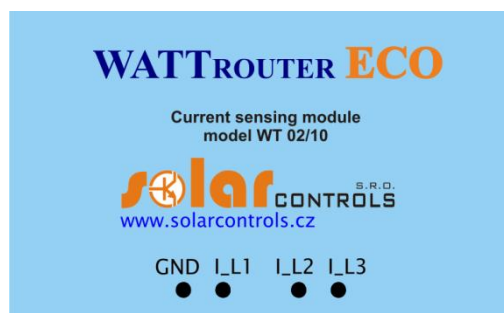 WATTROUTER ECO
Current sensing module
model WT 02/10
solar CONTROLS S.R.O.
www.solarcontrols.cz
GND I_L1 I_L2 I_L3